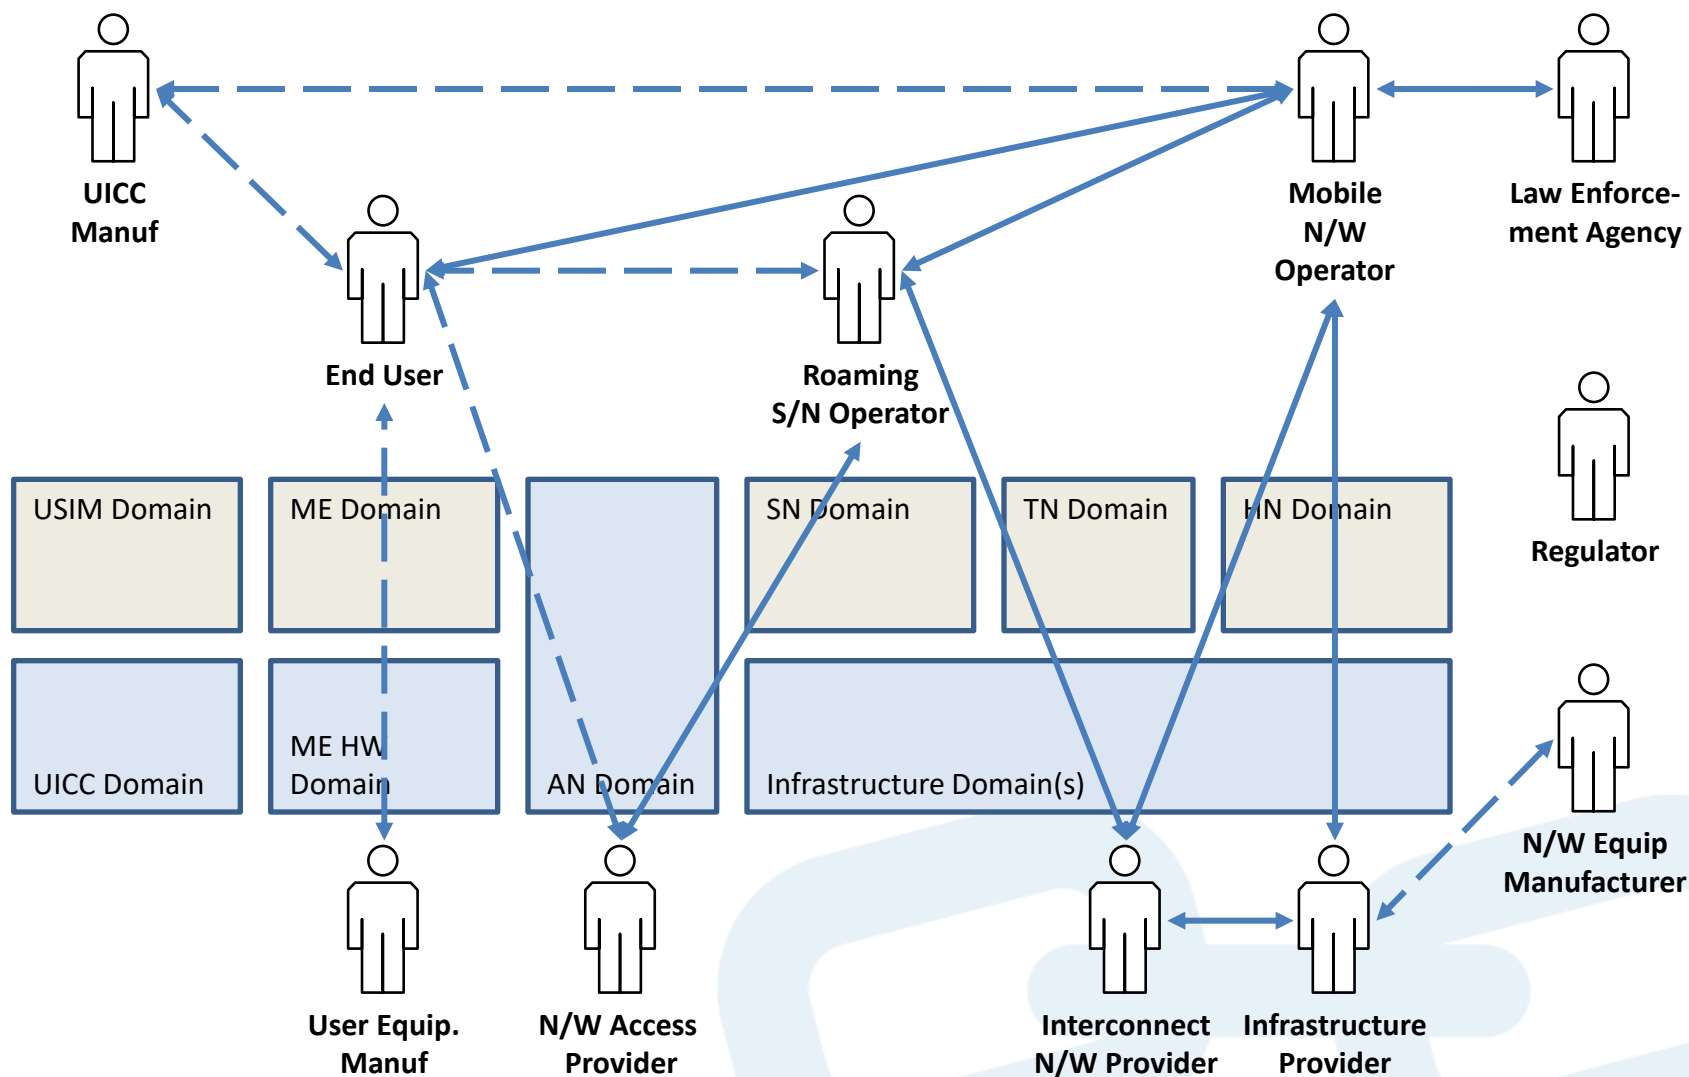 UICC
Manuf
Mobile
N/W
Operator
Law Enforce-
ment Agency
End User
Roaming
S/N Operator
USIM Domain
ME Domain
SN Domain
TN Domain
HN Domain
Regulator
UICC Domain
ME HW
Domain
AN Domain
Infrastructure Domain(s)
N/W Equip
Manufacturer
User Equip.
Manuf
N/W Access
Provider
Interconnect
N/W Provider
Infrastructure
Provider